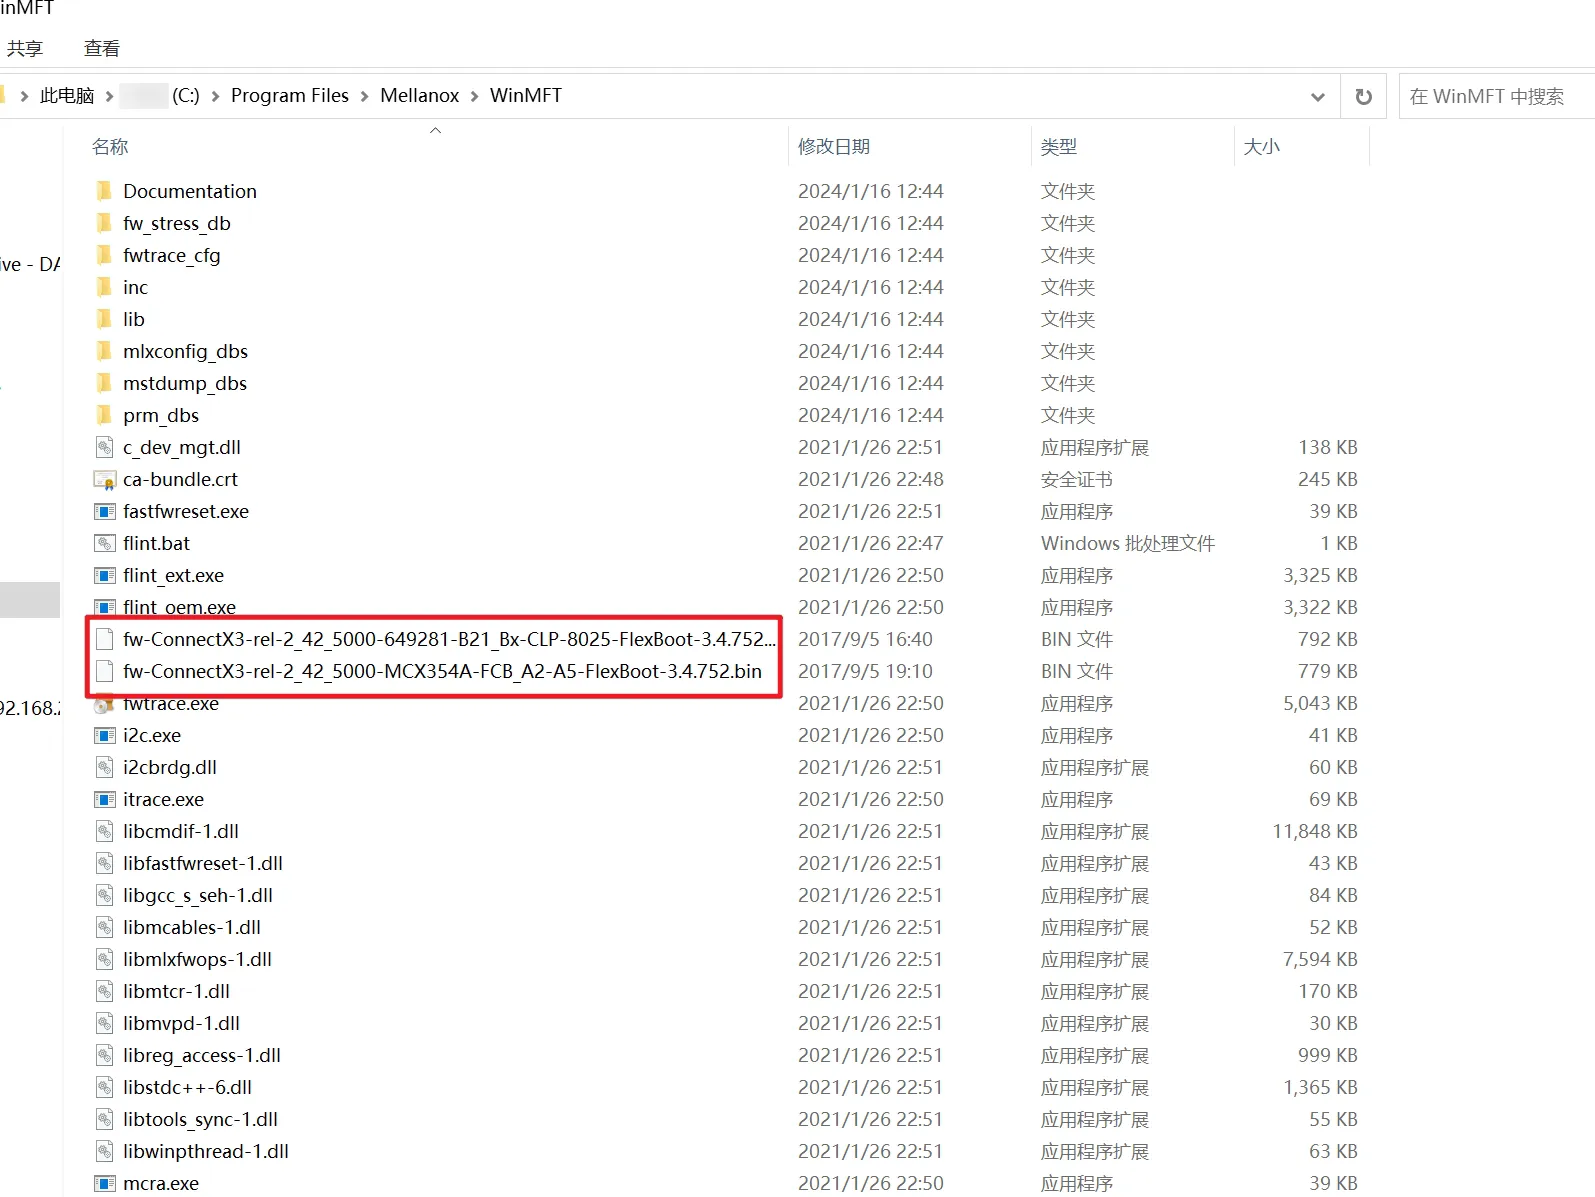 inMFT
共享 查看
此电脑 (C:) Program Files Mellanox WinMFT 在 WinMFT 中搜索
名称 修改日期 类型 大小
Documentation 2024/1/16 12:44 文件夹
fw_stress_db 2024/1/16 12:44 文件夹
fwtrace_cfg 2024/1/16 12:44 文件夹
ive - DA
inc 2024/1/16 12:44 文件夹
lib 2024/1/16 12:44 文件夹
mlxconfig_dbs 2024/1/16 12:44 文件夹
mstdump_dbs 2024/1/16 12:44 文件夹
prm_dbs 2024/1/16 12:44 文件夹
c_dev_mgt.dll 2021/1/26 22:51 应用程序扩展 138 KB
ca-bundle.crt 2021/1/26 22:48 安全证书 245 KB
fastfwreset.exe 2021/1/26 22:51 应用程序 39 KB
flint.bat 2021/1/26 22:47 Windows 批处理文件 1 KB
flint_ext.exe 2021/1/26 22:50 应用程序 3,325 KB
flint_oem.exe 2021/1/26 22:50 应用程序 3,322 KB
fw-ConnectX3-rel-2_42_5000-649281-B21_Bx-CLP-8025-FlexBoot-3.4.752... 2017/9/5 16:40 BIN 文件 792 KB
fw-ConnectX3-rel-2_42_5000-MCX354A-FCB_A2-A5-FlexBoot-3.4.752.bin 2017/9/5 19:10 BIN 文件 779 KB
fwtrace.exe 2021/1/26 22:50 应用程序 5,043 KB
92.168.2
i2c.exe 2021/1/26 22:50 应用程序 41 KB
i2cbrdg.dll 2021/1/26 22:51 应用程序扩展 60 KB
itrace.exe 2021/1/26 22:50 应用程序 69 KB
libcmdif-1.dll 2021/1/26 22:51 应用程序扩展 11,848 KB
libfastfwreset-1.dll 2021/1/26 22:51 应用程序扩展 43 KB
libgcc_s_seh-1.dll 2021/1/26 22:51 应用程序扩展 84 KB
libmcables-1.dll 2021/1/26 22:51 应用程序扩展 52 KB
libmlxfwops-1.dll 2021/1/26 22:51 应用程序扩展 7,594 KB
libmtcr-1.dll 2021/1/26 22:51 应用程序扩展 170 KB
libmvpd-1.dll 2021/1/26 22:51 应用程序扩展 30 KB
libreg_access-1.dll 2021/1/26 22:51 应用程序扩展 999 KB
libstdc++-6.dll 2021/1/26 22:51 应用程序扩展 1,365 KB
libtools_sync-1.dll 2021/1/26 22:51 应用程序扩展 55 KB
libwinpthread-1.dll 2021/1/26 22:51 应用程序扩展 63 KB
mcra.exe 2021/1/26 22:50 应用程序 39 KB